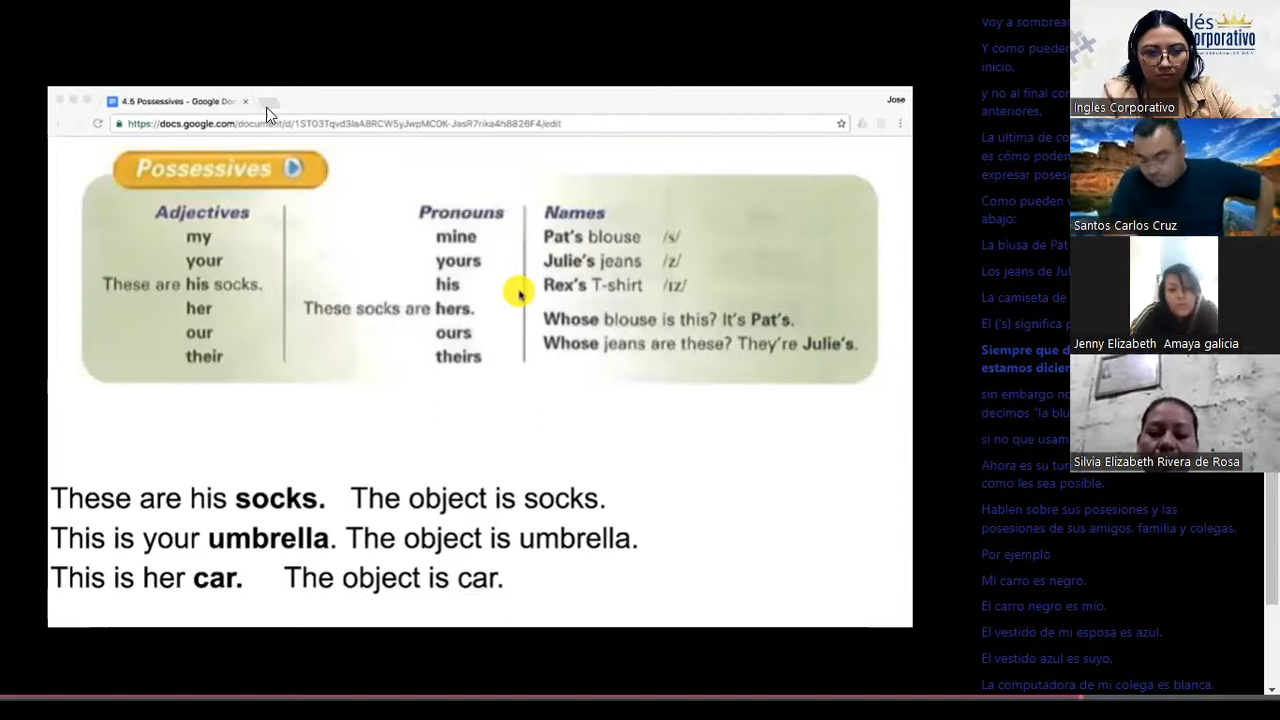 4.5 Possessives - Google Do
Jose
https://docs.google.com/document/d/1ST03Tqvd3laA8RCW5yJwpMC0K-JasR7rika4hB826F4/edit
Possessives
Adjectives
my
your
These are his socks.
her
our
their
Pronouns
mine
yours
his
These socks are hers.
ours
theirs
Names
Pat's blouse /s/
Julie's jeans /z/
Rex's T-shirt /ɪz/
Whose blouse is this? It's Pat's.
Whose jeans are these? They're Julie's.
These are his socks. The object is socks.
This is your umbrella. The object is umbrella.
This is her car. The object is car.
Voy a sombrear
Y como pueden
inicio,
y no al final co
anteriores.
La ultima de co
es cómo poden
expresar poses
Como pueden v
abajo:
La blusa de Pat
Los jeans de Jul
La camiseta de
El ('s) significa p
Siempre que d
estamos dicien
sin embargo no
decimos "la blu
si no que usam
Ahora es su tur
como les sea posible.
Hablen sobre sus posesiones y las
posesiones de sus amigos, familia y colegas.
Por ejemplo
Mi carro es negro.
El carro negro es mío.
El vestido de mi esposa es azul.
El vestido azul es suyo.
La computadora de mi colega es blanca.
glés
orporativo
Ingles Corporativo
Santos Carlos Cruz
Jenny Elizabeth Amaya galicia
Silvia Elizabeth Rivera de Rosa